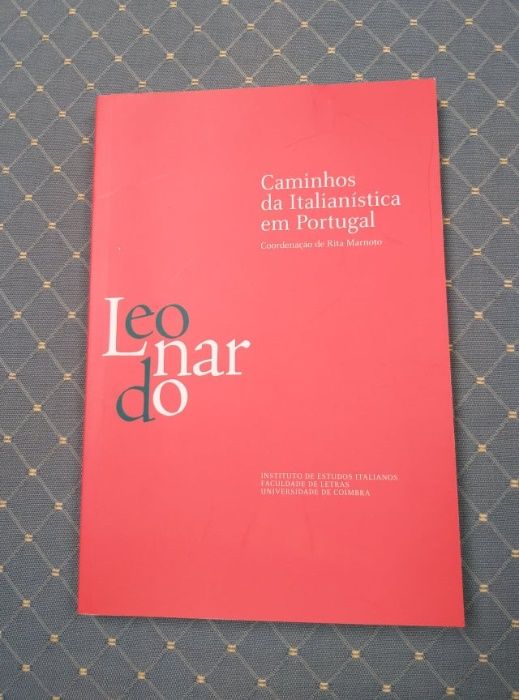 Caminhos
da Italianística
em Portugal
Coordenação de Rita Marnoto
Leo
nar
do
INSTITUTO DE ESTUDOS ITALIANOS
FACULDADE DE LETRAS
UNIVERSIDADE DE COIMBRA